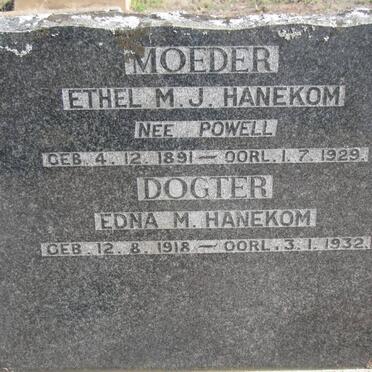 MOEDER
ETHEL M. J. HANEKOM
NEE POWELL
GEB. 4. 12. 1891 — OORL. 1. 7. 1929.
DOGTER
EDNA M. HANEKOM
GEB. 12. 8. 1918 — OORL. 3. 1. 1932.